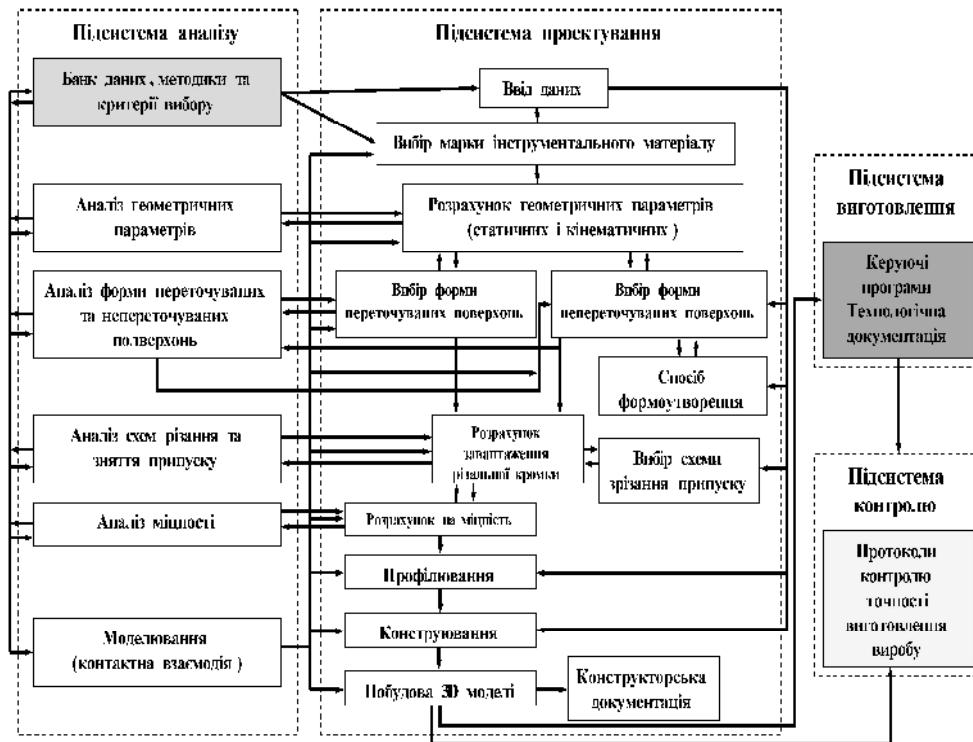 Підсистема аналізу
Банк даних, методики та
критерії вибору
Аналіз геометричних
параметрів
Аналіз форми переточуваних
та непереточуваних
полверхонь
Аналіз схем різання та
зняття припуску
Аналіз міцності
Моделювання
(контактна взаємодія)
Підсистема проектування
Ввід даних
Вибір марки інструментального матеріалу
Розрахунок геометричних параметрів
(статичних і кінематичних)
Вибір форми
переточуваних поверхонь
Вибір форми
непереточуваних поверхонь
Спосіб
формоутворення
Розрахунок
завантаження
різальної кромки
Вибір схеми
зрізання припуску
Розрахунок на міцність
Профілювання
Конструювання
Побудова 3D моделі
Конструкторська
документація
Підсистема
виготовлення
Керуючі
програми
Технологічна
документація
Підсистема
контролю
Протоколи
контролю
точності
виготовлення
виробу